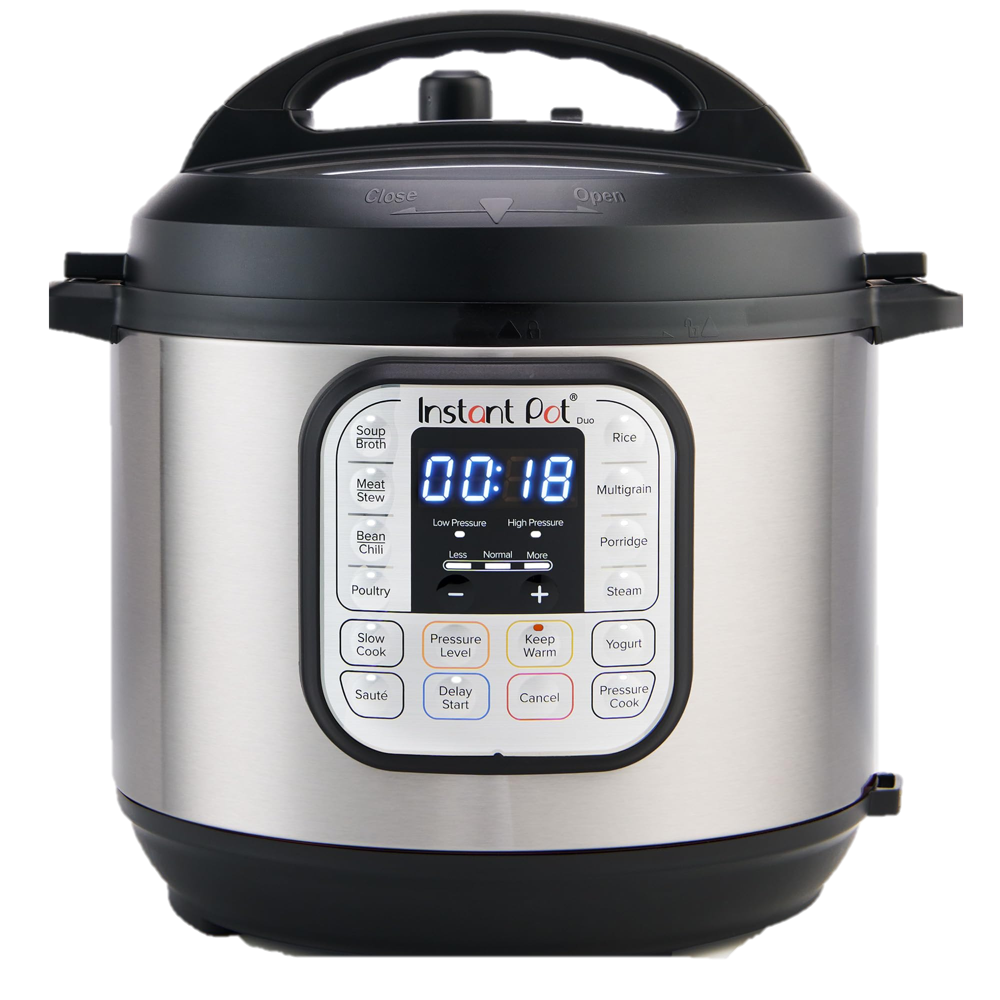 Close
Open
Instant Pot®
Duo
Soup
Broth
Meat
Stew
Bean
Chili
Poultry
00:18
Low Pressure
High Pressure
Less Normal More
− +
Rice
Multigrain
Porridge
Steam
Slow
Cook
Pressure
Level
Keep
Warm
Yogurt
Sauté
Delay
Start
Cancel
Pressure
Cook